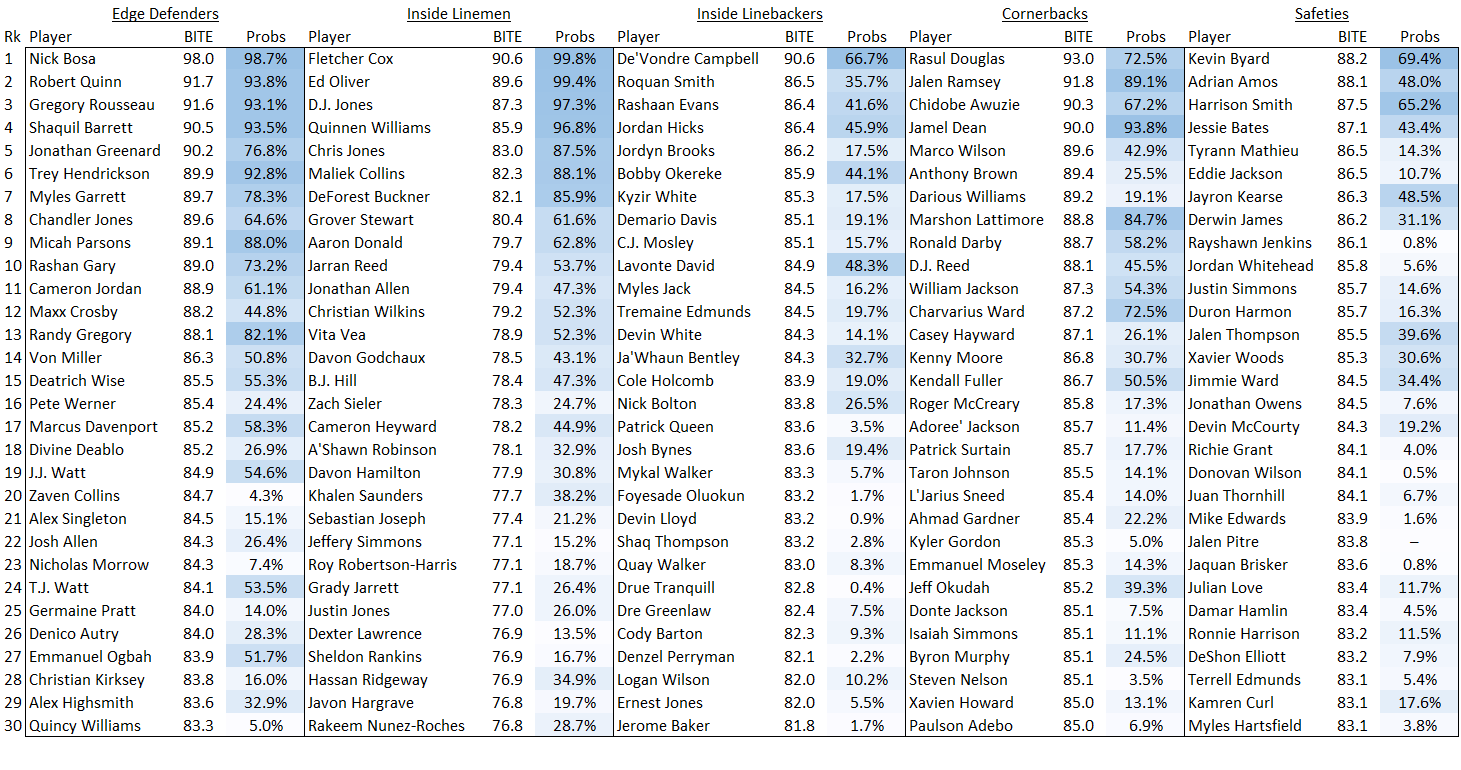 Edge Defenders Inside Linemen Inside Linebackers Cornerbacks Safeties
Rk Player BITE Probs Player BITE Probs Player BITE Probs Player BITE Probs Player BITE Probs
1 Nick Bosa 98.0 98.7% Fletcher Cox 90.6 99.8% De'Vondre Campbell 90.6 66.7% Rasul Douglas 93.0 72.5% Kevin Byard 88.2 69.4%
2 Robert Quinn 91.7 93.8% Ed Oliver 89.6 99.4% Roquan Smith 86.5 35.7% Jalen Ramsey 91.8 89.1% Adrian Amos 88.1 48.0%
3 Gregory Rousseau 91.6 93.1% D.J. Jones 87.3 97.3% Rashaan Evans 86.4 41.6% Chidobe Awuzie 90.3 67.2% Harrison Smith 87.5 65.2%
4 Shaquil Barrett 90.5 93.5% Quinnen Williams 85.9 96.8% Jordan Hicks 86.4 45.9% Jamel Dean 90.0 93.8% Jessie Bates 87.1 43.4%
5 Jonathan Greenard 90.2 76.8% Chris Jones 83.0 87.5% Jordyn Brooks 86.2 17.5% Marco Wilson 89.6 42.9% Tyrann Mathieu 86.5 14.3%
6 Trey Hendrickson 89.9 92.8% Maliek Collins 82.3 88.1% Bobby Okereke 85.9 44.1% Anthony Brown 89.4 25.5% Eddie Jackson 86.5 10.7%
7 Myles Garrett 89.7 78.3% DeForest Buckner 82.1 85.9% Kyzir White 85.3 17.5% Darious Williams 89.2 19.1% Jayron Kearse 86.3 48.5%
8 Chandler Jones 89.6 64.6% Grover Stewart 80.4 61.6% Demario Davis 85.1 19.1% Marshon Lattimore 88.8 84.7% Derwin James 86.2 31.1%
9 Micah Parsons 89.1 88.0% Aaron Donald 79.7 62.8% C.J. Mosley 85.1 15.7% Ronald Darby 88.7 58.2% Rayshawn Jenkins 86.1 0.8%
10 Rashan Gary 89.0 73.2% Jarran Reed 79.4 53.7% Lavonte David 84.9 48.3% D.J. Reed 88.1 45.5% Jordan Whitehead 85.8 5.6%
11 Cameron Jordan 88.9 61.1% Jonathan Allen 79.4 47.3% Myles Jack 84.5 16.2% William Jackson 87.3 54.3% Justin Simmons 85.7 14.6%
12 Maxx Crosby 88.2 44.8% Christian Wilkins 79.2 52.3% Tremaine Edmunds 84.5 19.7% Charvarius Ward 87.2 72.5% Duron Harmon 85.7 16.3%
13 Randy Gregory 88.1 82.1% Vita Vea 78.9 52.3% Devin White 84.3 14.1% Casey Hayward 87.1 26.1% Jalen Thompson 85.5 39.6%
14 Von Miller 86.3 50.8% Davon Godchaux 78.5 43.1% Ja'Whaun Bentley 84.3 32.7% Kenny Moore 86.8 30.7% Xavier Woods 85.3 30.6%
15 Deatrich Wise 85.5 55.3% B.J. Hill 78.4 47.3% Cole Holcomb 83.9 19.0% Kendall Fuller 86.7 50.5% Jimmie Ward 84.5 34.4%
16 Pete Werner 85.4 24.4% Zach Sieler 78.3 24.7% Nick Bolton 83.8 26.5% Roger McCreary 85.8 17.3% Jonathan Owens 84.5 7.6%
17 Marcus Davenport 85.2 58.3% Cameron Heyward 78.2 44.9% Patrick Queen 83.6 3.5% Adoree' Jackson 85.7 11.4% Devin McCourty 84.3 19.2%
18 Divine Deablo 85.2 26.9% A'Shawn Robinson 78.1 32.9% Josh Bynes 83.6 19.4% Patrick Surtain 85.7 17.7% Richie Grant 84.1 4.0%
19 J.J. Watt 84.9 54.6% Davon Hamilton 77.9 30.8% Mykal Walker 83.3 5.7% Taron Johnson 85.5 14.1% Donovan Wilson 84.1 0.5%
20 Zaven Collins 84.7 4.3% Khalen Saunders 77.7 38.2% Foyesade Oluokun 83.2 1.7% L'Jarius Sneed 85.4 14.0% Juan Thornhill 84.1 6.7%
21 Alex Singleton 84.5 15.1% Sebastian Joseph 77.4 21.2% Devin Lloyd 83.2 0.9% Ahmad Gardner 85.4 22.2% Mike Edwards 83.9 1.6%
22 Josh Allen 84.3 26.4% Jeffery Simmons 77.1 15.2% Shaq Thompson 83.2 2.8% Kyler Gordon 85.3 5.0% Jalen Pitre 83.8 –
23 Nicholas Morrow 84.3 7.4% Roy Robertson-Harris 77.1 18.7% Quay Walker 83.0 8.3% Emmanuel Moseley 85.3 14.3% Jaquan Brisker 83.6 0.8%
24 T.J. Watt 84.1 53.5% Grady Jarrett 77.1 26.4% Drue Tranquill 82.8 0.4% Jeff Okudah 85.2 39.3% Julian Love 83.4 11.7%
25 Germaine Pratt 84.0 14.0% Justin Jones 77.0 26.0% Dre Greenlaw 82.4 7.5% Donte Jackson 85.1 7.5% Damar Hamlin 83.4 4.5%
26 Denico Autry 84.0 28.3% Dexter Lawrence 76.9 13.5% Cody Barton 82.3 9.3% Isaiah Simmons 85.1 11.1% Ronnie Harrison 83.2 11.5%
27 Emmanuel Ogbah 83.9 51.7% Sheldon Rankins 76.9 16.7% Denzel Perryman 82.1 2.2% Byron Murphy 85.1 24.5% DeShon Elliott 83.2 7.9%
28 Christian Kirksey 83.8 16.0% Hassan Ridgeway 76.9 34.9% Logan Wilson 82.0 10.2% Steven Nelson 85.1 3.5% Terrell Edmunds 83.1 5.4%
29 Alex Highsmith 83.6 32.9% Javon Hargrave 76.8 19.7% Ernest Jones 82.0 5.5% Xavien Howard 85.0 13.1% Kamren Curl 83.1 17.6%
30 Quincy Williams 83.3 5.0% Rakeem Nunez-Roches 76.8 28.7% Jerome Baker 81.8 1.7% Paulson Adebo 85.0 6.9% Myles Hartsfield 83.1 3.8%